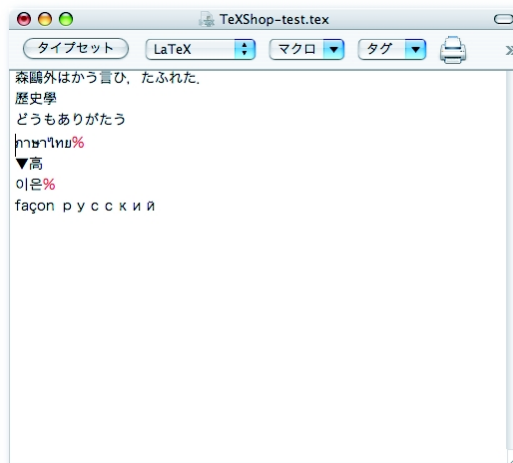 TeXShop-test.tex
タイプセット LaTeX マクロ タグ »
森鷗外はかう言ひ，たふれた．
歴史學
どうもありがたう
ภาษาไทย%
▼高
이은%
façon русский